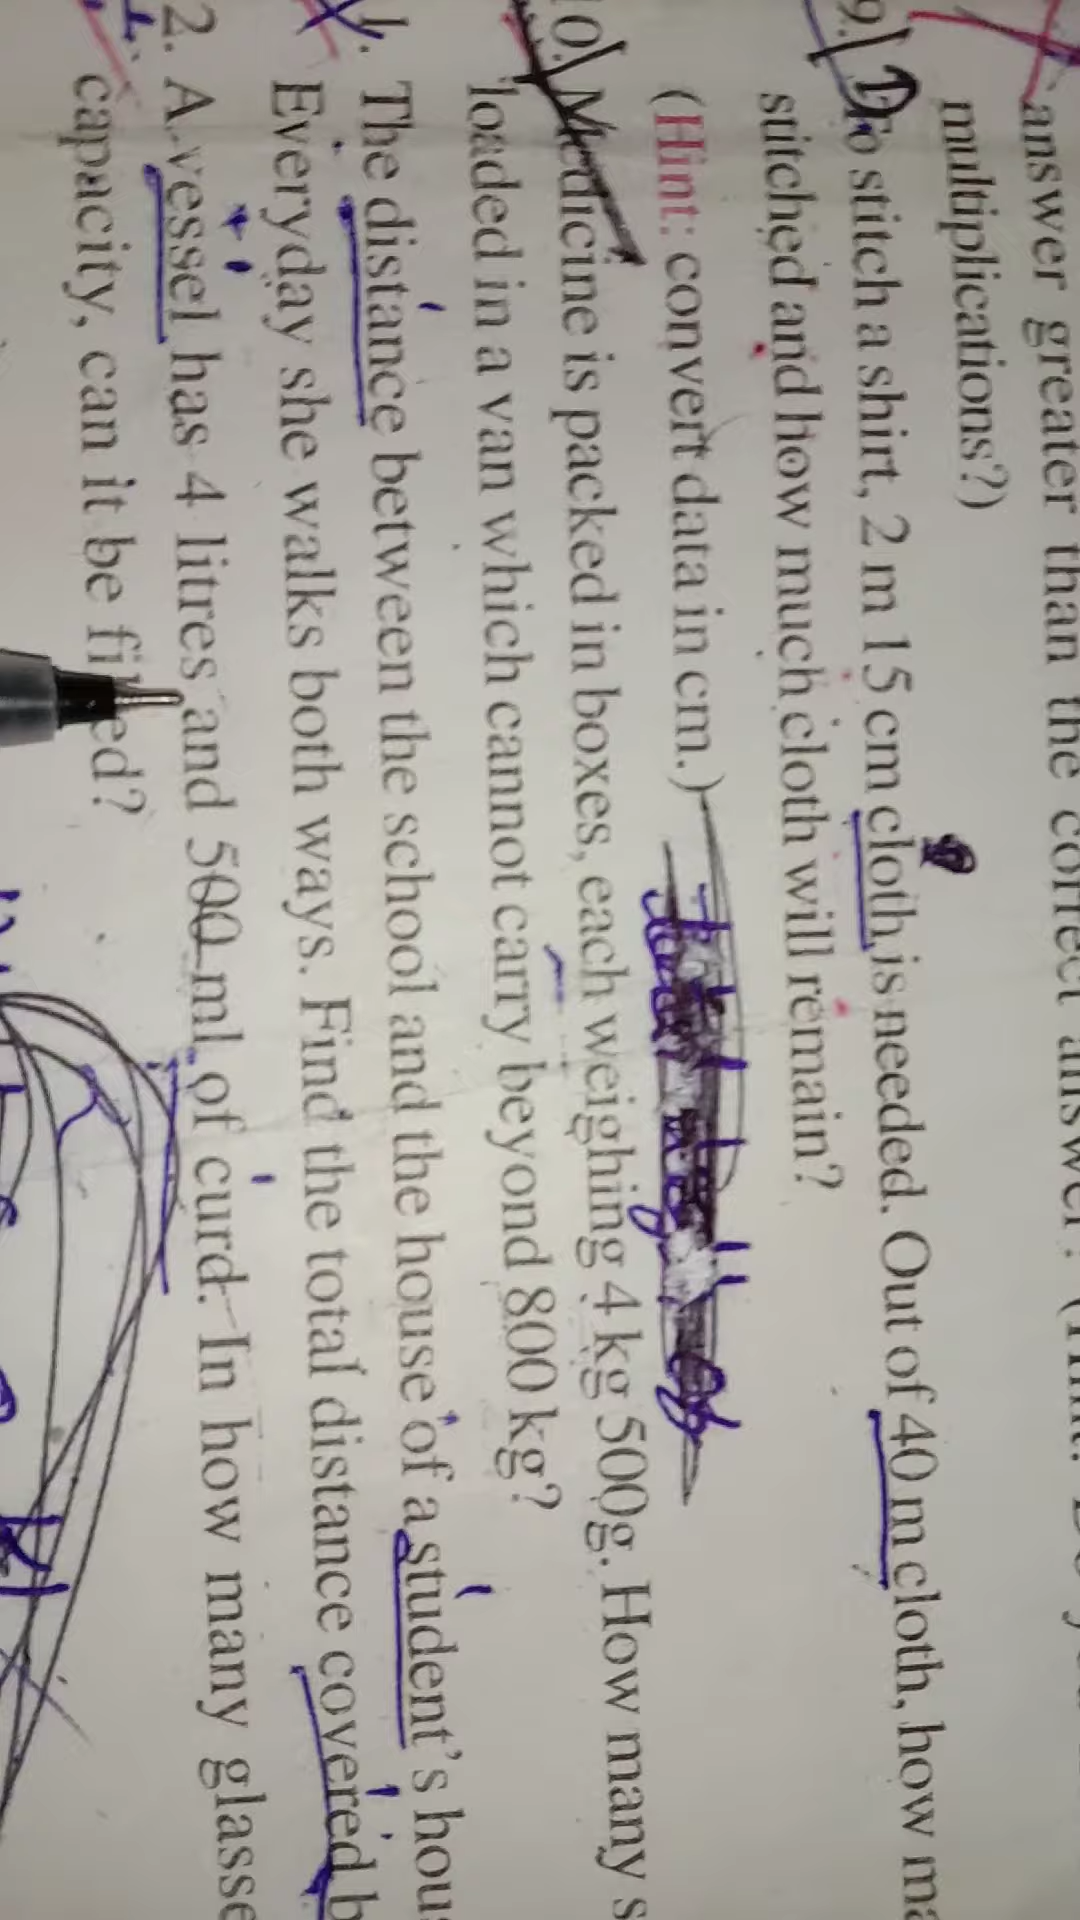 answer greater than the correct answer? (Hint: Do y
multiplications?)
9. To stitch a shirt, 2 m 15 cm cloth is needed. Out of 40 m cloth, how ma
stitched and how much cloth will remain?
(Hint: convert data in cm.)
10. Medicine is packed in boxes, each weighing 4 kg 500g. How many s
loaded in a van which cannot carry beyond 800 kg?
1. The distance between the school and the house of a student's hous
Everyday she walks both ways. Find the total distance covered b
2. A vessel has 4 litres and 500 ml of curd. In how many glasse
capacity, can it be filled?